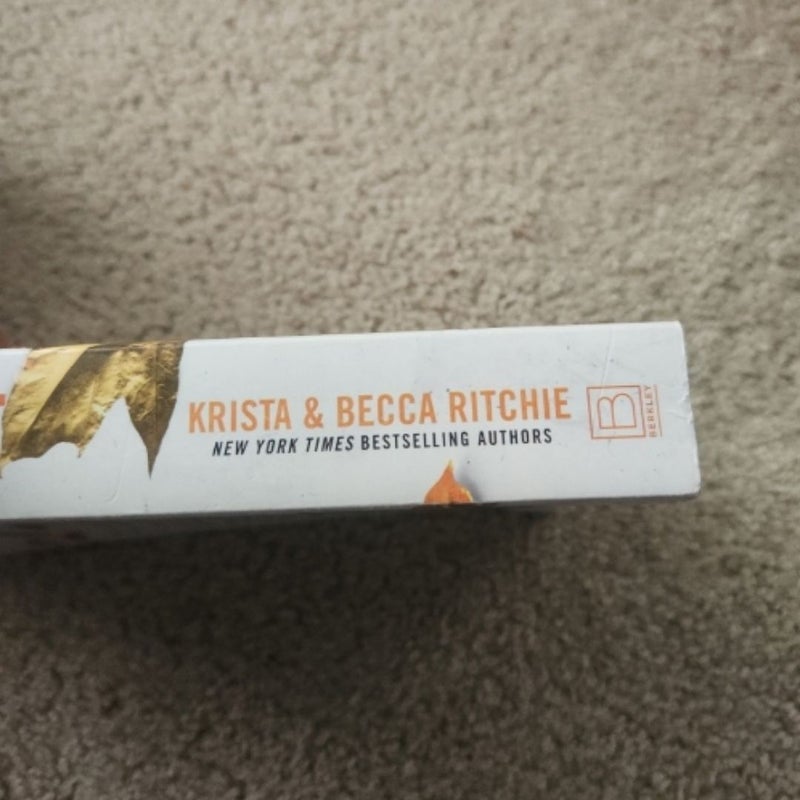 KRISTA & BECCA RITCHIE
NEW YORK TIMES BESTSELLING AUTHORS
B
BERKLEY